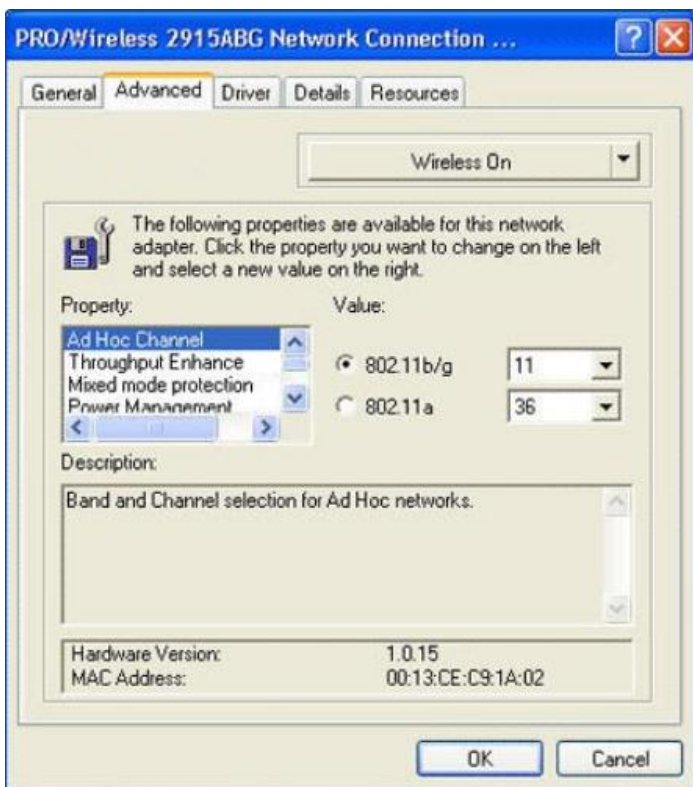 PRO/Wireless 2915ABG Network Connection ...
General Advanced Driver Details Resources
Wireless On
The following properties are available for this network
adapter. Click the property you want to change on the left
and select a new value on the right.
Property: Value:
Ad Hoc Channel
Throughput Enhance
Mixed mode protection
Power Management
802.11b/g 11
802.11a 36
Description:
Band and Channel selection for Ad Hoc networks.
Hardware Version: 1.0.15
MAC Address: 00:13:CE:C9:1A:02
OK Cancel